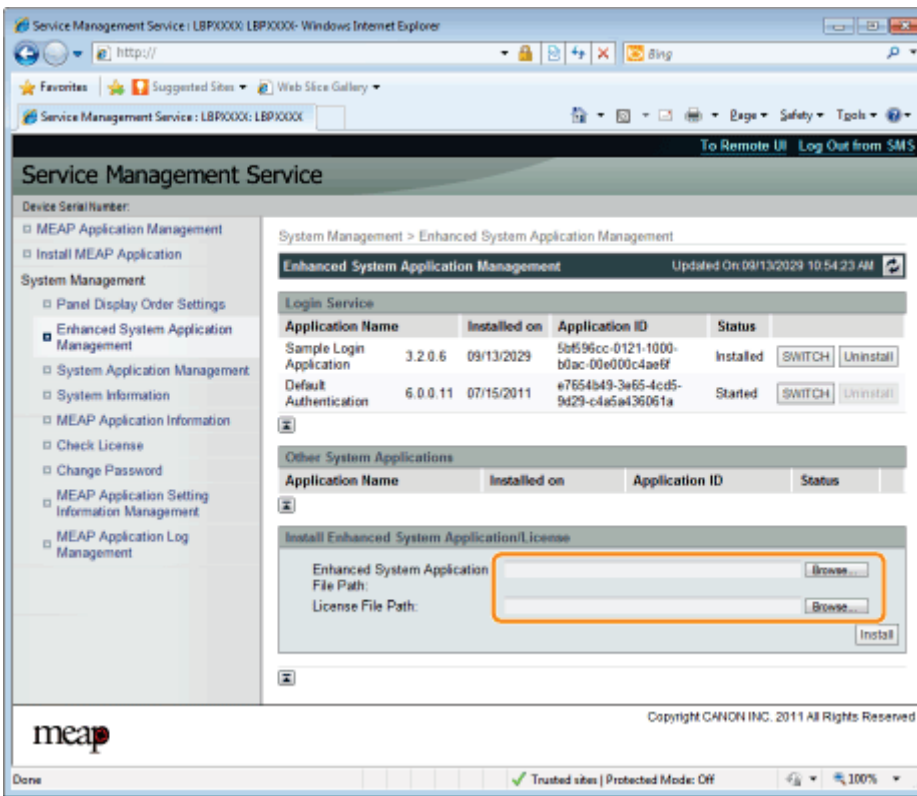 Service Management Service : LBPXXXX: LBPXXXX- Windows Internet Explorer
http://
Bing
Favorites
Suggested Sites
Web Slice Gallery
Service Management Service : LBPXXXX: LBPXXXX
Page
Safety
Tools
To Remote UI Log Out from SMS
Service Management Service
Device Serial Number:
MEAP Application Management
Install MEAP Application
System Management
Panel Display Order Settings
Enhanced System Application
Management
System Application Management
System Information
MEAP Application Information
Check License
Change Password
MEAP Application Setting
Information Management
MEAP Application Log
Management
System Management > Enhanced System Application Management
Enhanced System Application Management Updated On:09/13/2029 10:54:23 AM
Login Service
Application Name Installed on Application ID Status
Sample Login
Application 3.2.0.6 09/13/2029 5bf596cc-0121-1000-
b0ac-00e000c4ae6f Installed SWITCH Uninstall
Default
Authentication 6.0.0.11 07/15/2011 e7654b49-3e65-4cd5-
9d29-c4a5a436061a Started SWITCH Uninstall
Other System Applications
Application Name Installed on Application ID Status
Install Enhanced System Application/License
Enhanced System Application
File Path: Browse...
License File Path: Browse...
Install
Copyright CANON INC. 2011 All Rights Reserved
meap
Done
Trusted sites | Protected Mode: Off
100%